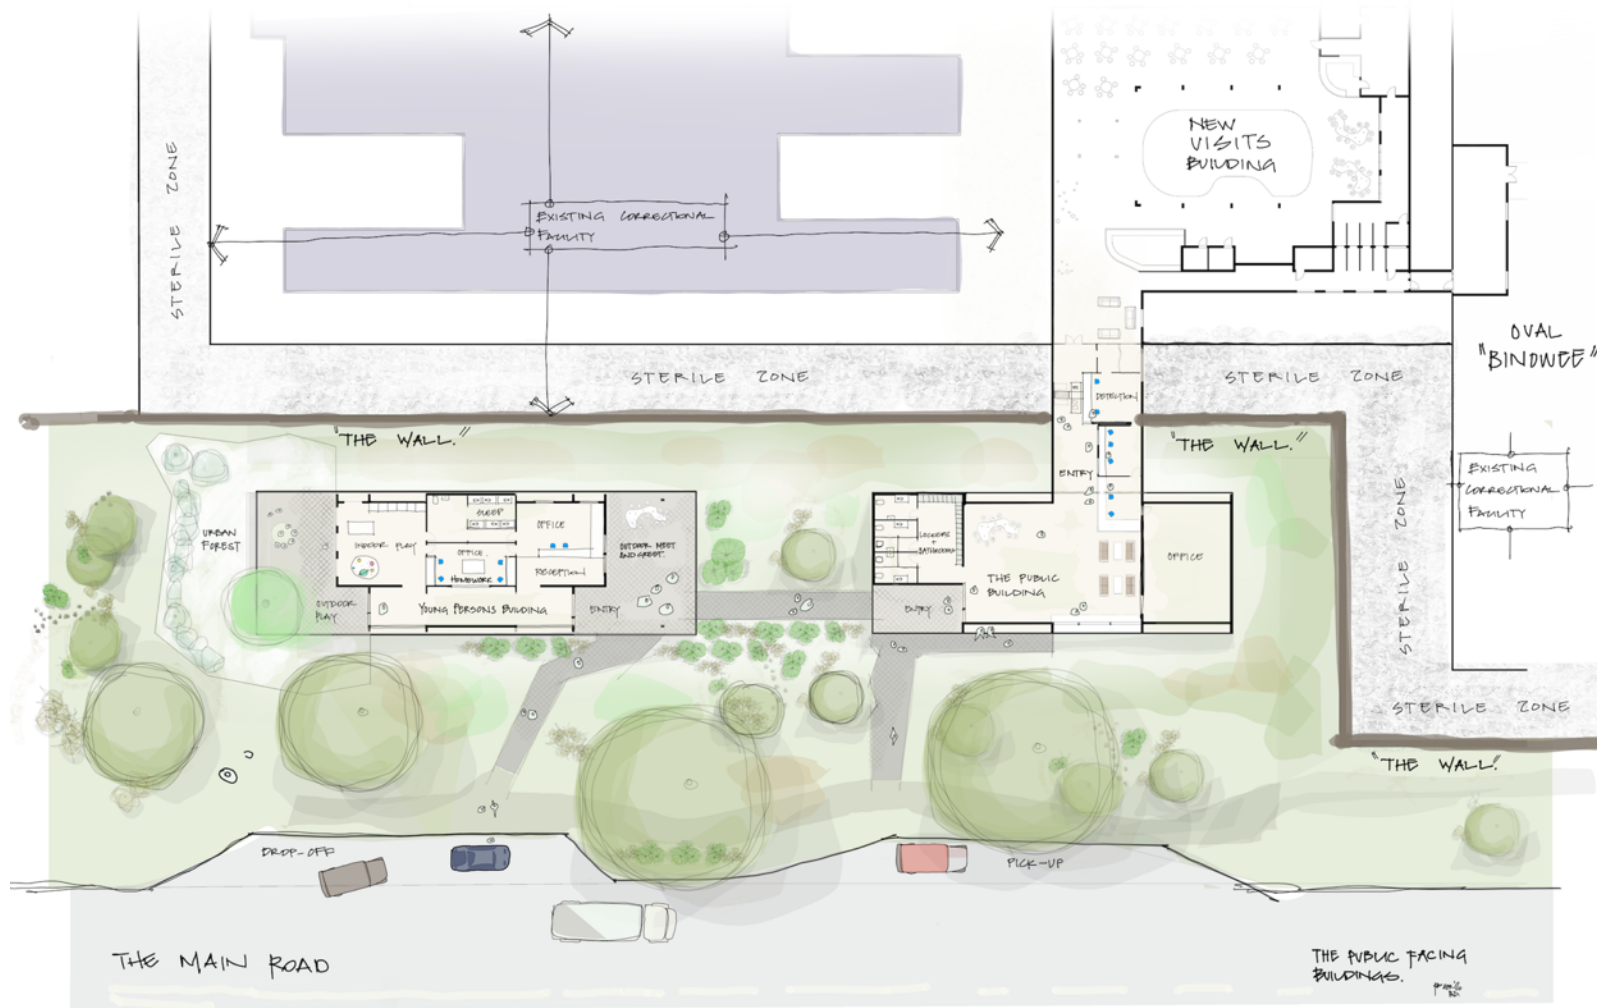 NEW
VISITS
BUILDING
STERILE ZONE
EXISTING CORRECTIONAL
FACILITY
OVAL
"BINDWEE"
STERILE ZONE
STERILE ZONE
DETECTION
"THE WALL."
"THE WALL."
ENTRY
EXISTING
CORRECTIONAL
FACILITY
STERILE ZONE
URBAN
FOREST
SLEEP
OFFICE
INDOOR PLAY
OFFICE
HOMEWORK
RECEPTION
OUTDOOR MEET
AND GREET.
LOCKERS
+
BATHROOMS
OFFICE
THE PUBLIC
BUILDING
OUTDOOR
PLAY
YOUNG PERSONS BUILDING
ENTRY
ENTRY
STERILE ZONE
"THE WALL."
DROP-OFF
PICK-UP
THE MAIN ROAD
THE PUBLIC FACING
BUILDINGS.